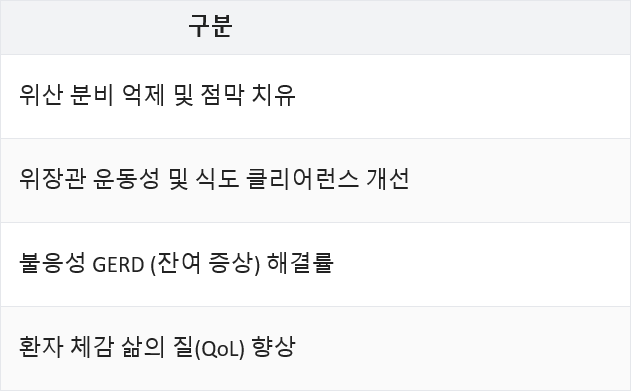 구분
위산 분비 억제 및 점막 치유
위장관 운동성 및 식도 클리어런스 개선
불응성 GERD (잔여 증상) 해결률
환자 체감 삶의 질(QoL) 향상